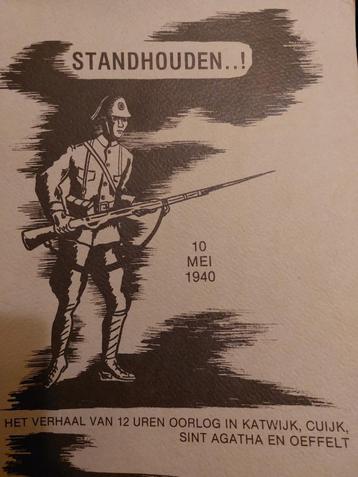 STANDHOUDEN..!
10
MEI
1940
HET VERHAAL VAN 12 UREN OORLOG IN KATWIJK, CUIJK,
SINT AGATHA EN OEFFELT